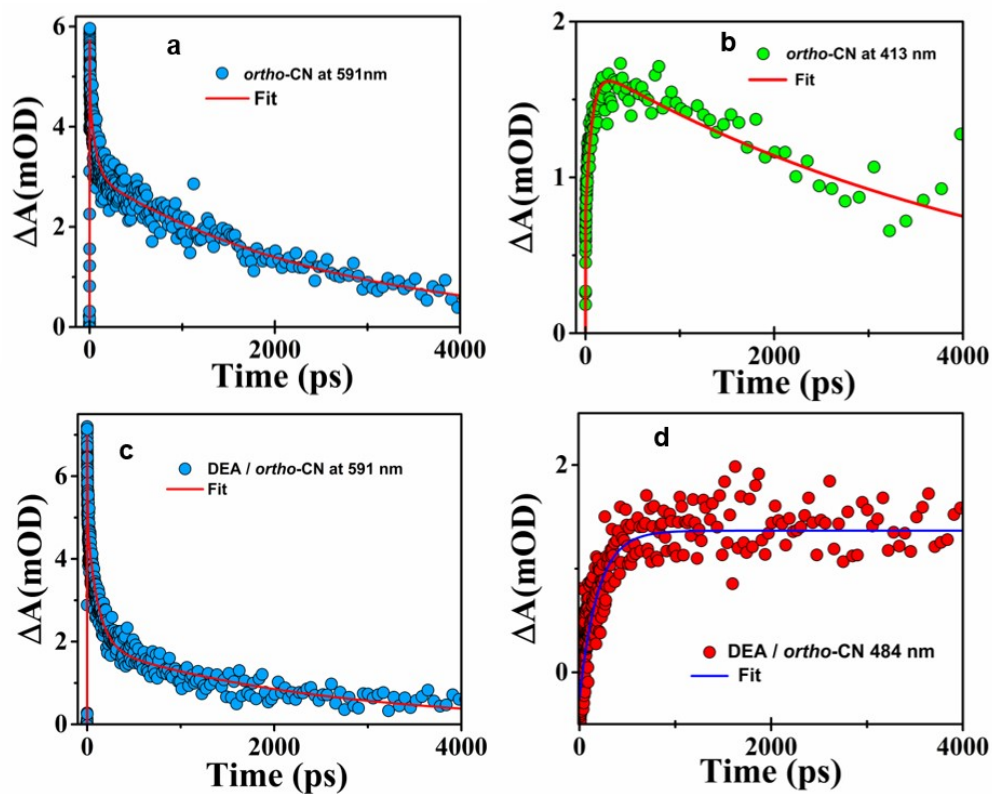 a
ortho-CN at 591nm
Fit
ΔA(mOD)
6
4
2
0
0
2000
4000
Time (ps)
b
ortho-CN at 413 nm
Fit
ΔA(mOD)
2
1
0
0
2000
4000
Time (ps)
c
DEA / ortho-CN at 591 nm
Fit
ΔA(mOD)
6
4
2
0
0
2000
4000
Time (ps)
d
DEA / ortho-CN 484 nm
Fit
ΔA(mOD)
2
0
0
1000
2000
3000
4000
Time (ps)